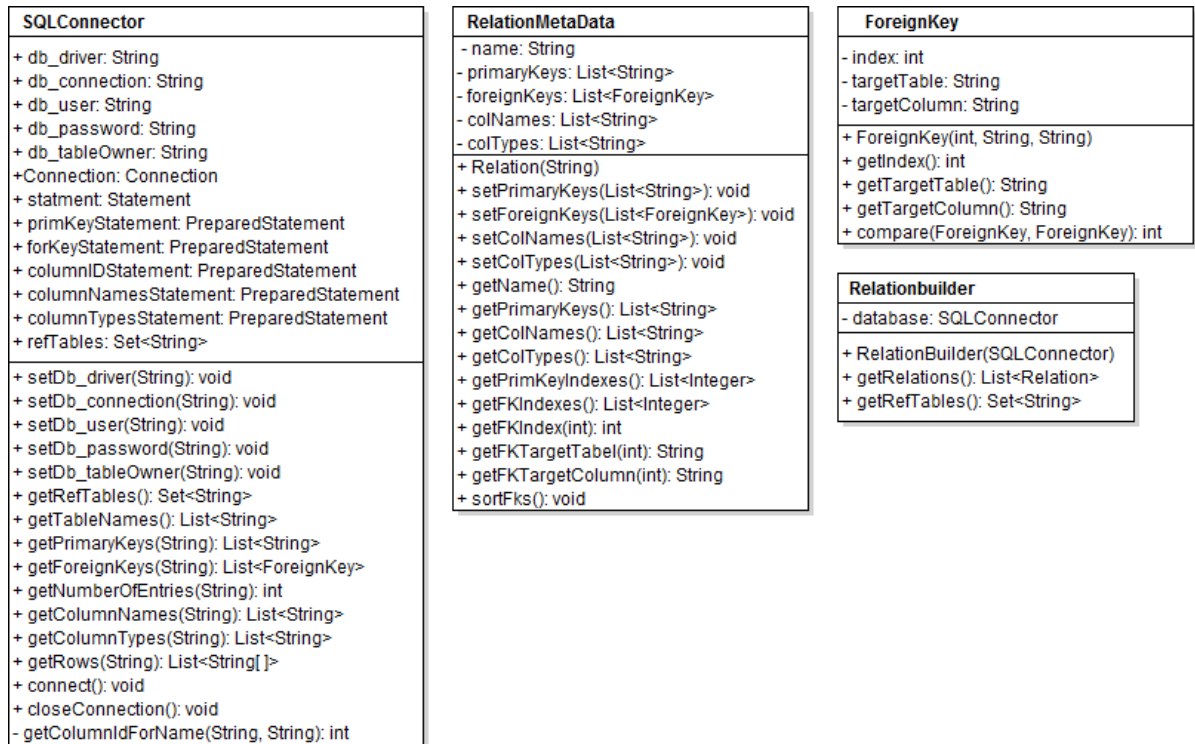 SQLConnector
+ db_driver: String
+ db_connection: String
+ db_user: String
+ db_password: String
+ db_tableOwner: String
+Connection: Connection
+ statment: Statement
+ primKeyStatement: PreparedStatement
+ forKeyStatement: PreparedStatement
+ columnIDStatement: PreparedStatement
+ columnNamesStatement: PreparedStatement
+ columnTypesStatement: PreparedStatement
+ refTables: Set<String>
+ setDb_driver(String): void
+ setDb_connection(String): void
+ setDb_user(String): void
+ setDb_password(String): void
+ setDb_tableOwner(String): void
+ getRefTables(): Set<String>
+ getTableNames(): List<String>
+ getPrimaryKeys(String): List<String>
+ getForeignKeys(String): List<ForeignKey>
+ getNumberOfEntries(String): int
+ getColumnNames(String): List<String>
+ getColumnTypes(String): List<String>
+ getRows(String): List<String[ ]>
+ connect(): void
+ closeConnection(): void
- getColumnIdForName(String, String): int
RelationMetaData
- name: String
- primaryKeys: List<String>
- foreignKeys: List<ForeignKey>
- colNames: List<String>
- colTypes: List<String>
+ Relation(String)
+ setPrimaryKeys(List<String>): void
+ setForeignKeys(List<ForeignKey>): void
+ setColNames(List<String>): void
+ setColTypes(List<String>): void
+ getName(): String
+ getPrimaryKeys(): List<String>
+ getColNames(): List<String>
+ getColTypes(): List<String>
+ getPrimKeyIndexes(): List<Integer>
+ getFKIndexes(): List<Integer>
+ getFKIndex(int): int
+ getFKTargetTabel(int): String
+ getFKTargetColumn(int): String
+ sortFks(): void
ForeignKey
- index: int
- targetTable: String
- targetColumn: String
+ ForeignKey(int, String, String)
+ getIndex(): int
+ getTargetTable(): String
+ getTargetColumn(): String
+ compare(ForeignKey, ForeignKey): int
Relationbuilder
- database: SQLConnector
+ RelationBuilder(SQLConnector)
+ getRelations(): List<Relation>
+ getRefTables(): Set<String>